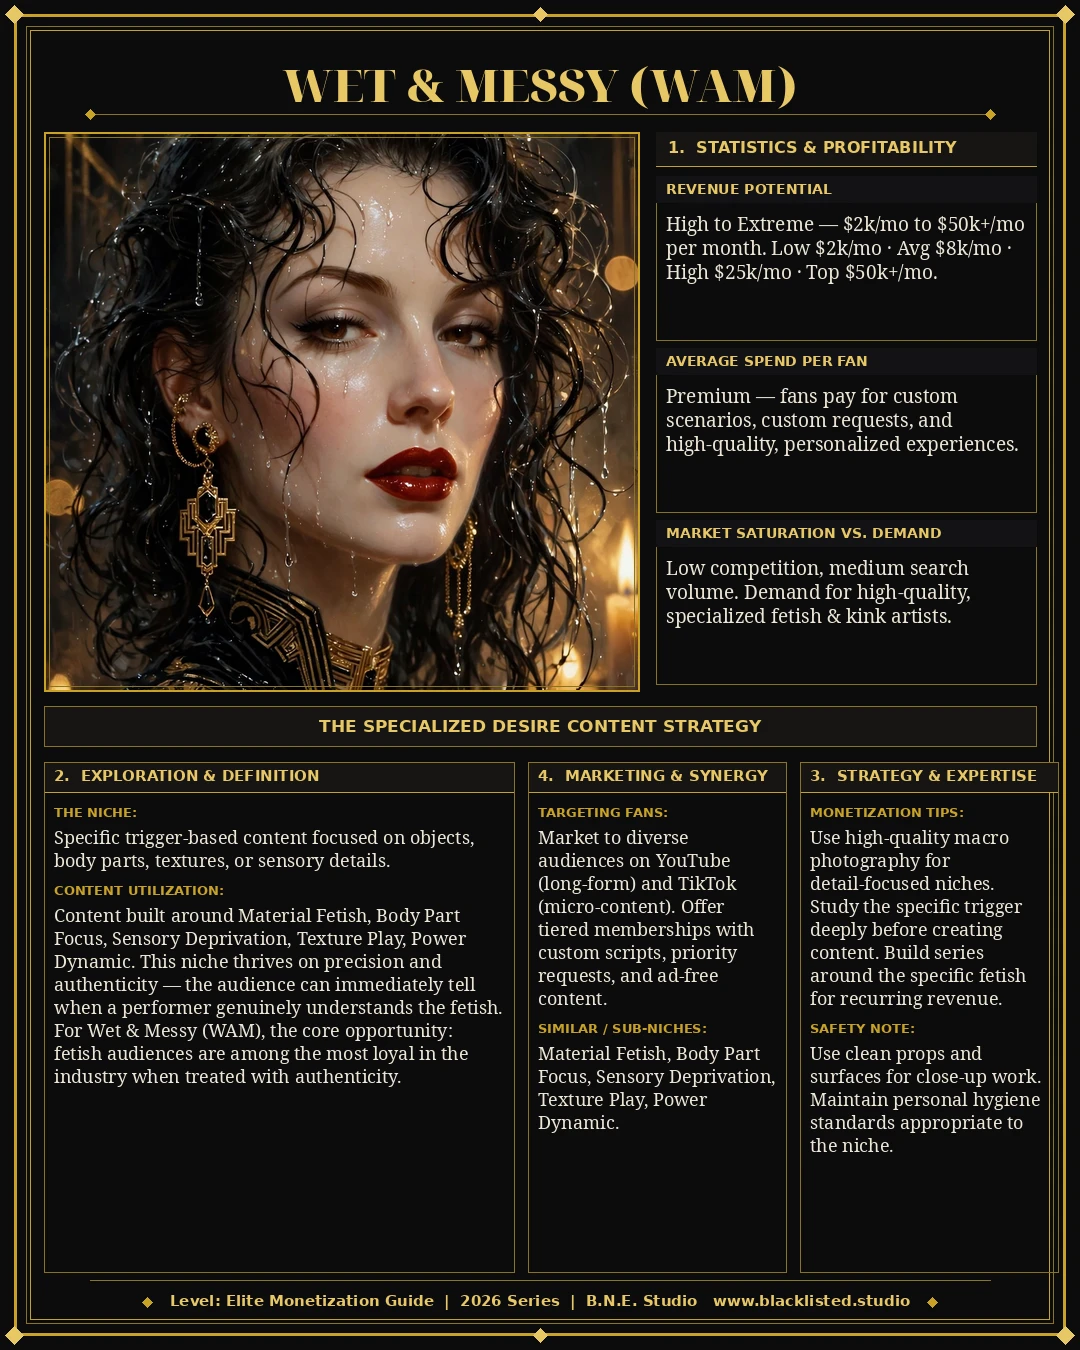 WET & MESSY (WAM)
1. STATISTICS & PROFITABILITY
REVENUE POTENTIAL
High to Extreme — $2k/mo to $50k+/mo
per month. Low $2k/mo · Avg $8k/mo ·
High $25k/mo · Top $50k+/mo.
AVERAGE SPEND PER FAN
Premium — fans pay for custom
scenarios, custom requests, and
high-quality, personalized experiences.
MARKET SATURATION VS. DEMAND
Low competition, medium search
volume. Demand for high-quality,
specialized fetish & kink artists.
THE SPECIALIZED DESIRE CONTENT STRATEGY
2. EXPLORATION & DEFINITION
THE NICHE:
Specific trigger-based content focused on objects,
body parts, textures, or sensory details.
CONTENT UTILIZATION:
Content built around Material Fetish, Body Part
Focus, Sensory Deprivation, Texture Play, Power
Dynamic. This niche thrives on precision and
authenticity — the audience can immediately tell
when a performer genuinely understands the fetish.
For Wet & Messy (WAM), the core opportunity:
fetish audiences are among the most loyal in the
industry when treated with authenticity.
4. MARKETING & SYNERGY
TARGETING FANS:
Market to diverse
audiences on YouTube
(long-form) and TikTok
(micro-content). Offer
tiered memberships with
custom scripts, priority
requests, and ad-free
content.
SIMILAR / SUB-NICHES:
Material Fetish, Body Part
Focus, Sensory Deprivation,
Texture Play, Power
Dynamic.
3. STRATEGY & EXPERTISE
MONETIZATION TIPS:
Use high-quality macro
photography for
detail-focused niches.
Study the specific trigger
deeply before creating
content. Build series
around the specific fetish
for recurring revenue.
SAFETY NOTE:
Use clean props and
surfaces for close-up work.
Maintain personal hygiene
standards appropriate to
the niche.
Level: Elite Monetization Guide | 2026 Series | B.N.E. Studio www.blacklisted.studio